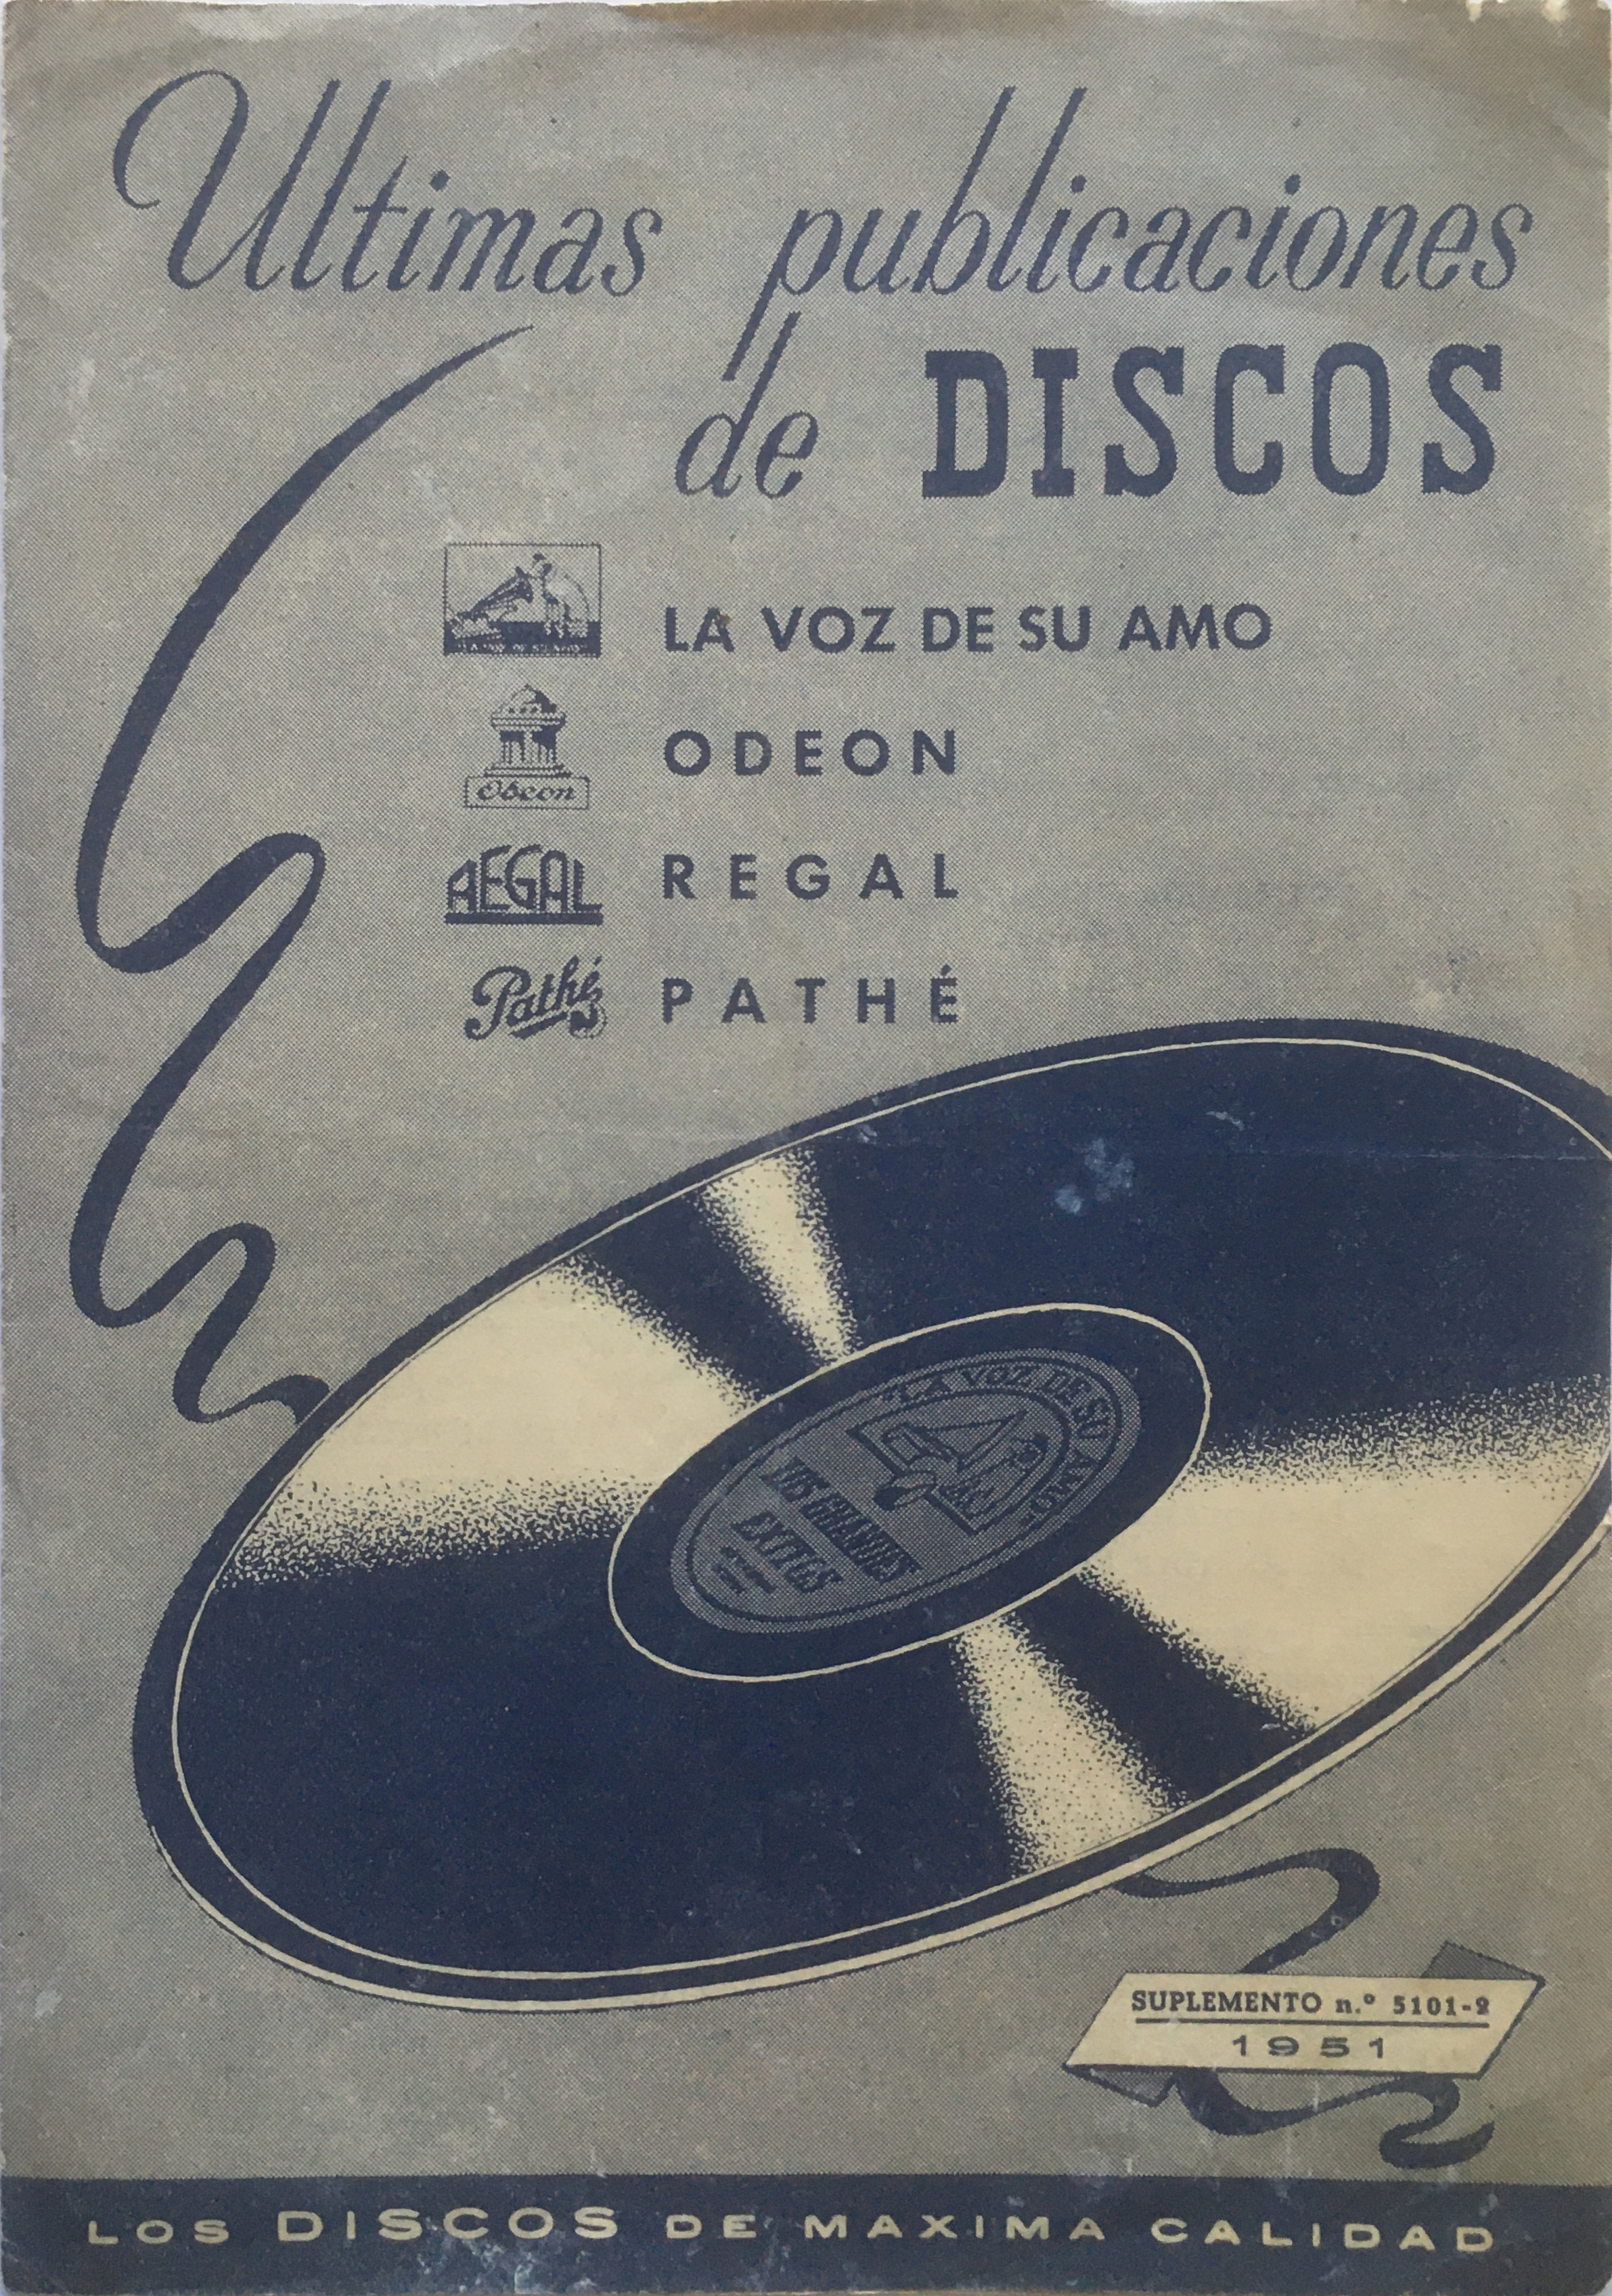 Ultimas publicaciones
de DISCOS
LA VOZ DE SU AMO
Odeon
ODEON
REGAL
REGAL
Pathé
PATHÉ
"LA VOZ DE SU AMO"
LOS GRANDES
EXITOS
SUPLEMENTO n.º 5101-2
1951
LOS DISCOS DE MAXIMA CALIDAD